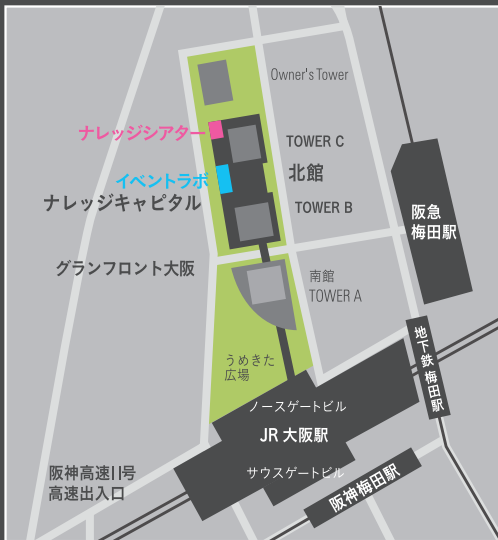 Owner's Tower
ナレッジシアター
TOWER C
イベントラボ
北館
ナレッジキャピタル
TOWER B
阪急
梅田駅
グランフロント大阪
南館
TOWER A
地下鉄 梅田駅
うめきた
広場
ノースゲートビル
JR 大阪駅
サウスゲートビル
阪神高速11号
高速出入口
阪神梅田駅